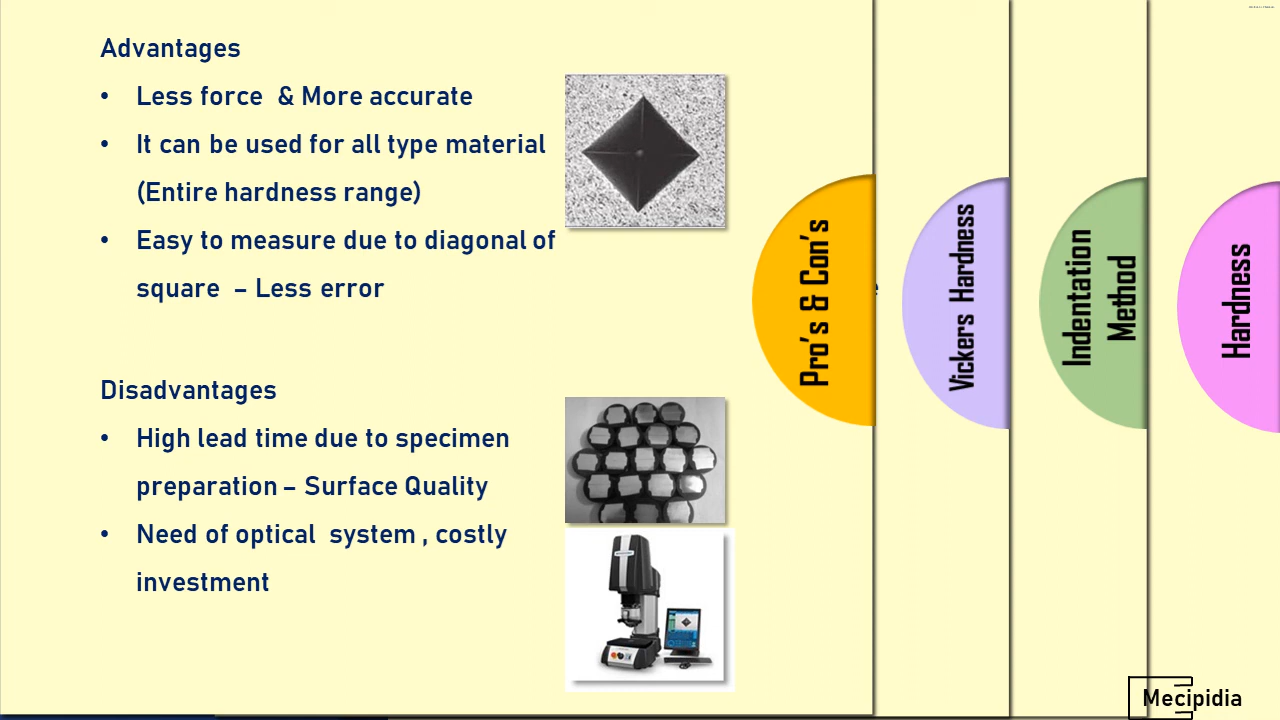 Advantages
• Less force & More accurate
• It can be used for all type material
(Entire hardness range)
• Easy to measure due to diagonal of
square – Less error
Disadvantages
• High lead time due to specimen
preparation – Surface Quality
• Need of optical system , costly
investment
Pro's & Con's
Vickers Hardness
Indentation
Method
Hardness
Mecipidia